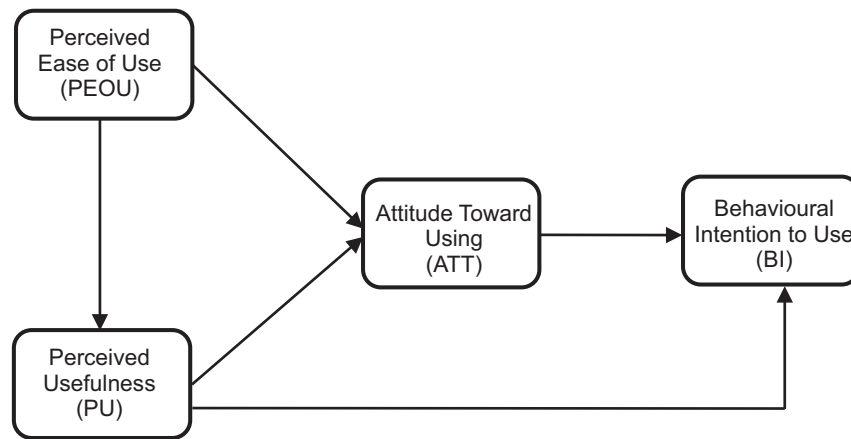 Perceived
Ease of Use
(PEOU)
Attitude Toward
Using
(ATT)
Behavioural
Intention to Use
(BI)
Perceived
Usefulness
(PU)